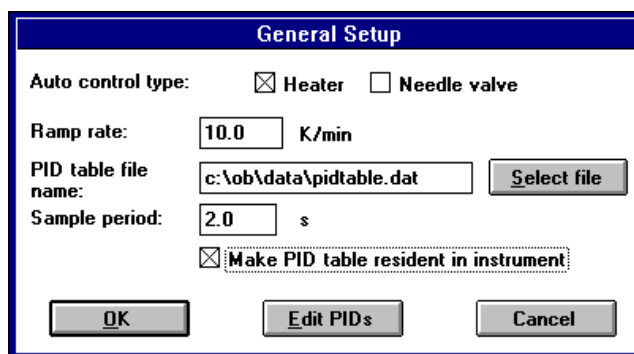 General Setup
Auto control type: Heater Needle valve
Ramp rate: 10.0 K/min
PID table file name: c:\ob\data\pidtable.dat Select file
Sample period: 2.0 s
Make PID table resident in instrument
OK Edit PIDs Cancel